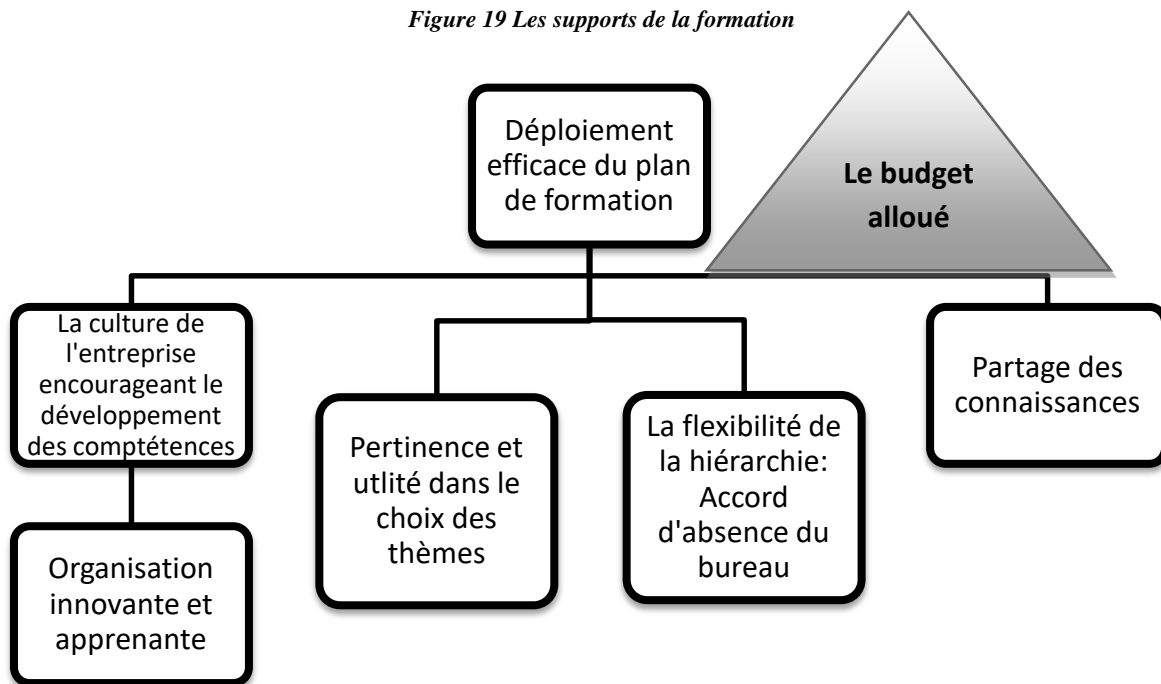 Figure 19 Les supports de la formation
Déploiement
efficace du plan
de formation
Le budget
alloué
La culture de
l'entreprise
encourageant le
développement
des comptétences
Pertinence et
utlité dans le
choix des
thèmes
La flexibilité de
la hiérarchie:
Accord
d'absence du
bureau
Partage des
connaissances
Organisation
innovante et
apprenante